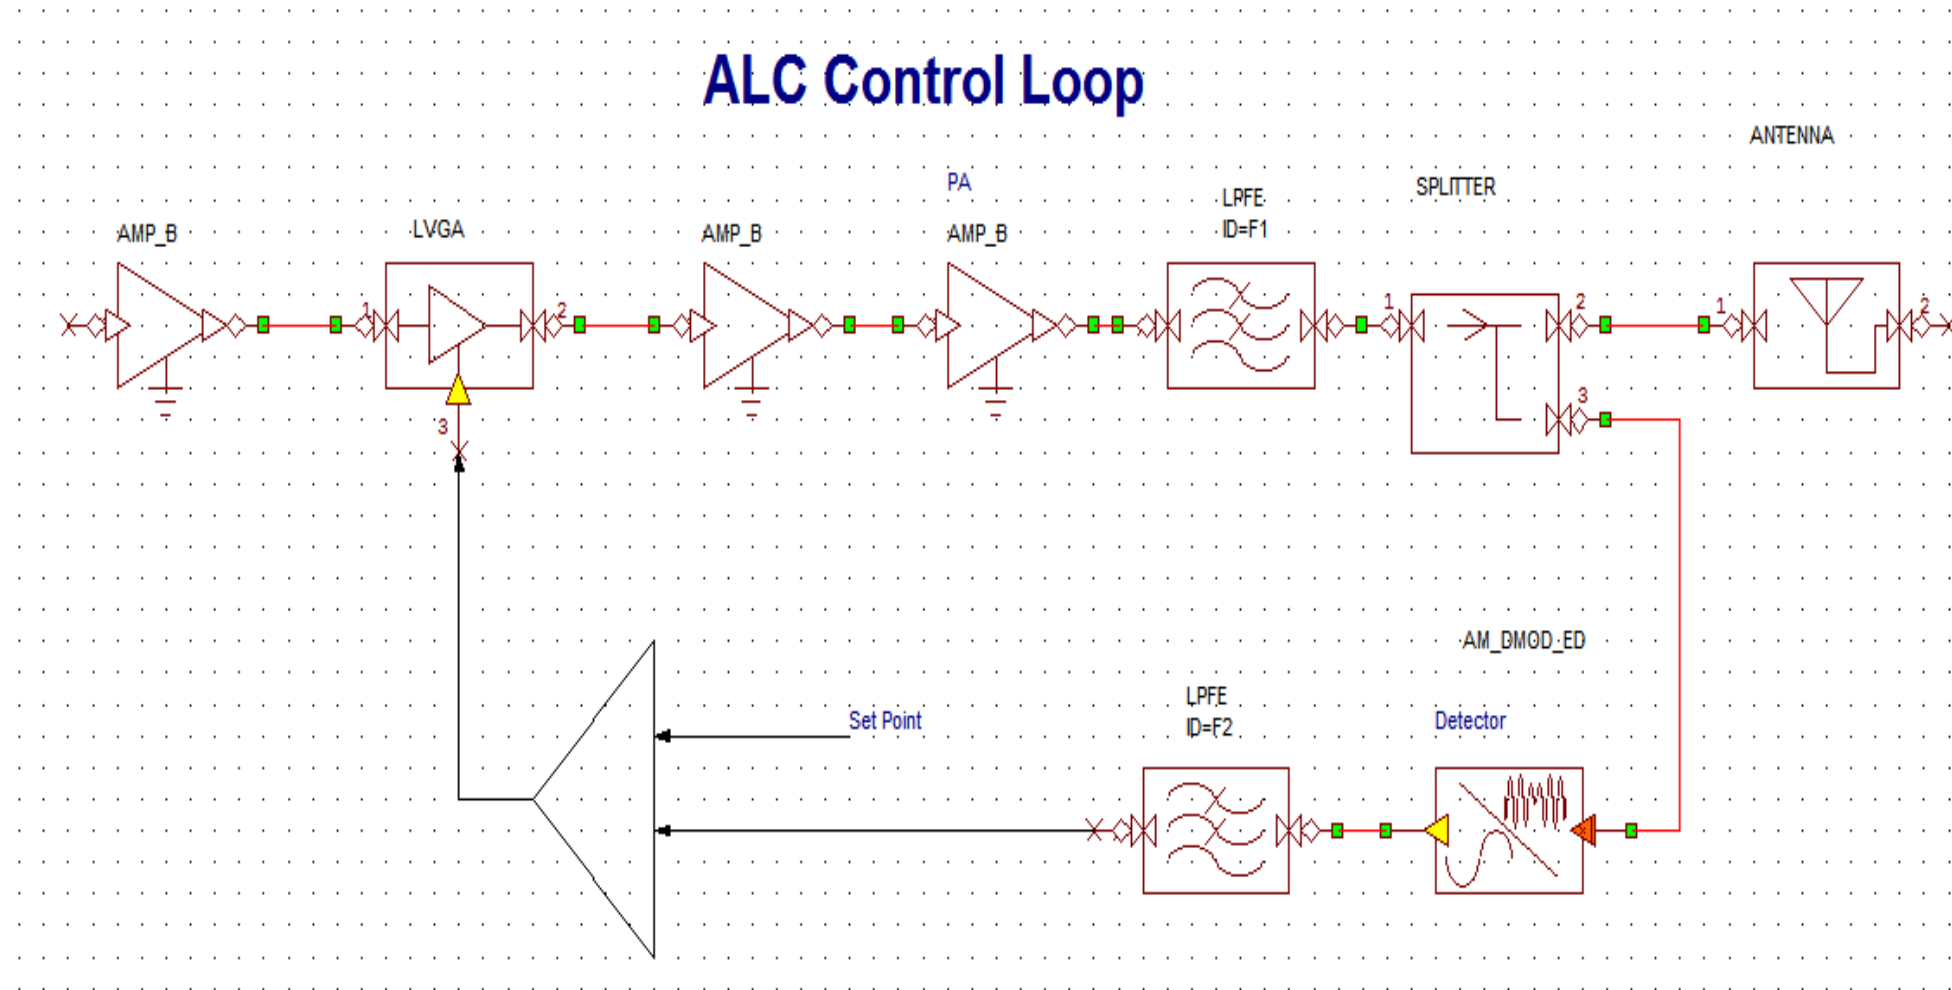 ALC Control Loop
ANTENNA
PA
LPFE
ID=F1
SPLITTER
AMP_B
LVGA
AMP_B
AMP_B
1
2
1
2
3
1
2
3
AM_DMOD_ED
LPFE
ID=F2
Set Point
Detector